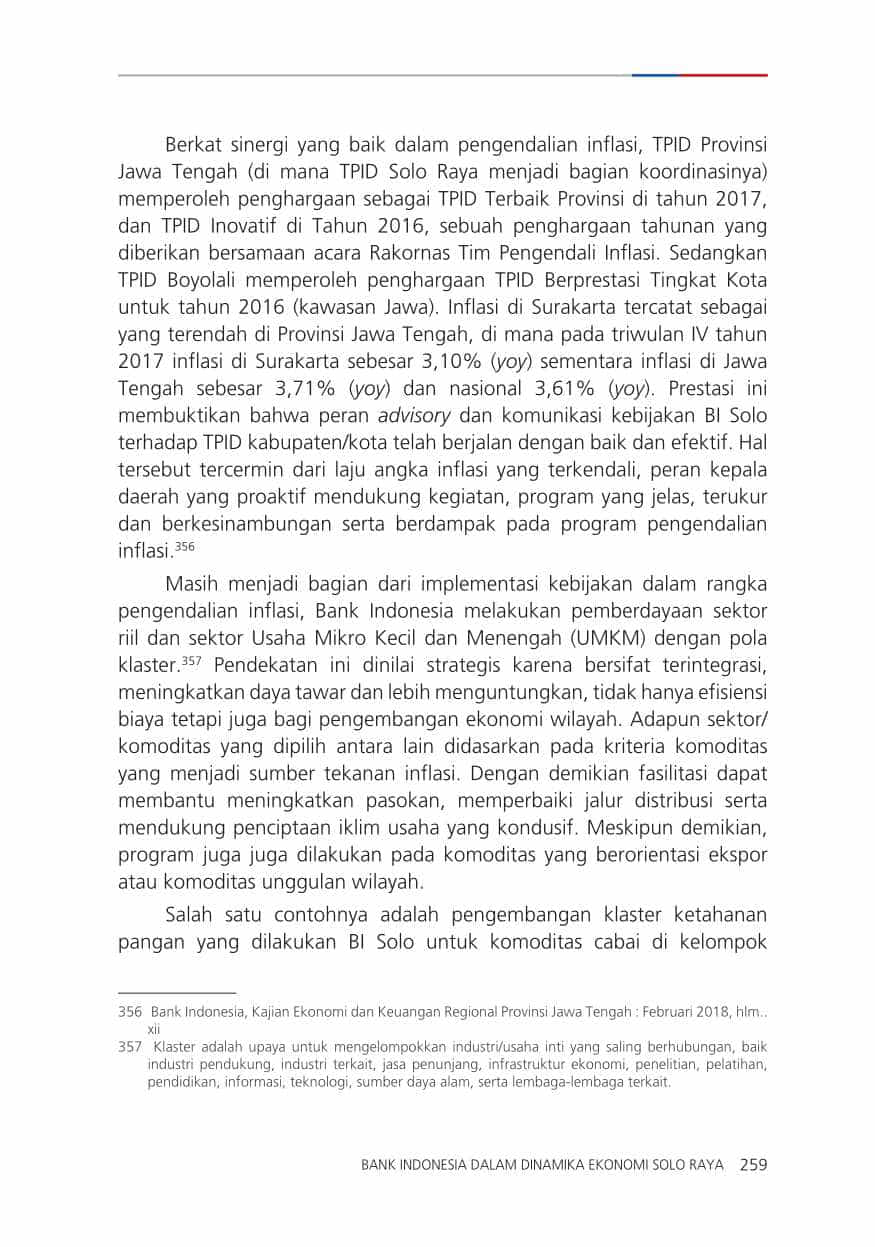 Berkat sinergi yang baik dalam pengendalian inflasi, TPID Provinsi
Jawa Tengah (di mana TPID Solo Raya menjadi bagian koordinasinya)
memperoleh penghargaan sebagai TPID Terbaik Provinsi di tahun 2017,
dan TPID Inovatif di Tahun 2016, sebuah penghargaan tahunan yang
diberikan bersamaan acara Rakornas Tim Pengendali Inflasi. Sedangkan
TPID Boyolali memperoleh penghargaan TPID Berprestasi Tingkat Kota
untuk tahun 2016 (kawasan Jawa). Inflasi di Surakarta tercatat sebagai
yang terendah di Provinsi Jawa Tengah, di mana pada triwulan IV tahun
2017 inflasi di Surakarta sebesar 3,10% (yoy) sementara inflasi di Jawa
Tengah sebesar 3,71% (yoy) dan nasional 3,61% (yoy). Prestasi ini
membuktikan bahwa peran advisory dan komunikasi kebijakan BI Solo
terhadap TPID kabupaten/kota telah berjalan dengan baik dan efektif. Hal
tersebut tercermin dari laju angka inflasi yang terkendali, peran kepala
daerah yang proaktif mendukung kegiatan, program yang jelas, terukur
dan berkesinambungan serta berdampak pada program pengendalian
inflasi.356
Masih menjadi bagian dari implementasi kebijakan dalam rangka
pengendalian inflasi, Bank Indonesia melakukan pemberdayaan sektor
riil dan sektor Usaha Mikro Kecil dan Menengah (UMKM) dengan pola
klaster.357 Pendekatan ini dinilai strategis karena bersifat terintegrasi,
meningkatkan daya tawar dan lebih menguntungkan, tidak hanya efisiensi
biaya tetapi juga bagi pengembangan ekonomi wilayah. Adapun sektor/
komoditas yang dipilih antara lain didasarkan pada kriteria komoditas
yang menjadi sumber tekanan inflasi. Dengan demikian fasilitasi dapat
membantu meningkatkan pasokan, memperbaiki jalur distribusi serta
mendukung penciptaan iklim usaha yang kondusif. Meskipun demikian,
program juga juga dilakukan pada komoditas yang berorientasi ekspor
atau komoditas unggulan wilayah.
Salah satu contohnya adalah pengembangan klaster ketahanan
pangan yang dilakukan BI Solo untuk komoditas cabai di kelompok
356 Bank Indonesia, Kajian Ekonomi dan Keuangan Regional Provinsi Jawa Tengah : Februari 2018, hlm..
xii
357 Klaster adalah upaya untuk mengelompokkan industri/usaha inti yang saling berhubungan, baik
industri pendukung, industri terkait, jasa penunjang, infrastruktur ekonomi, penelitian, pelatihan,
pendidikan, informasi, teknologi, sumber daya alam, serta lembaga-lembaga terkait.
BANK INDONESIA DALAM DINAMIKA EKONOMI SOLO RAYA 259